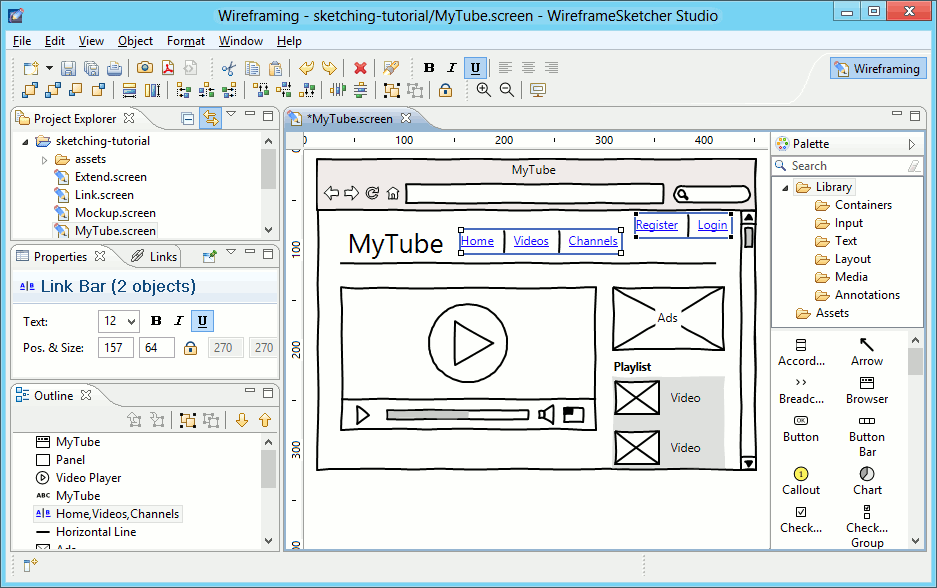 Wireframing - sketching-tutorial/MyTube.screen - WireframeSketcher Studio
File Edit View Object Format Window Help
B I U
Wireframing
Project Explorer
sketching-tutorial
assets
Extend.screen
Link.screen
Mockup.screen
MyTube.screen
Properties Links
A|B Link Bar (2 objects)
Text: 12 B I U
Pos. & Size: 157 64 270 270
Outline
MyTube
Panel
Video Player
ABC MyTube
A|B Home,Videos,Channels
Horizontal Line
Ads
*MyTube.screen
0 100 200 300 400
0
100
200
300
MyTube
MyTube
Home Videos Channels
Register Login
Ads
Playlist
Video
Video
Palette
Search
Library
Containers
Input
Text
Layout
Media
Annotations
Assets
Accord... Arrow
Breadc... Browser
OK
Button Button
Bar
1
Callout Chart
Check... Check...
Group